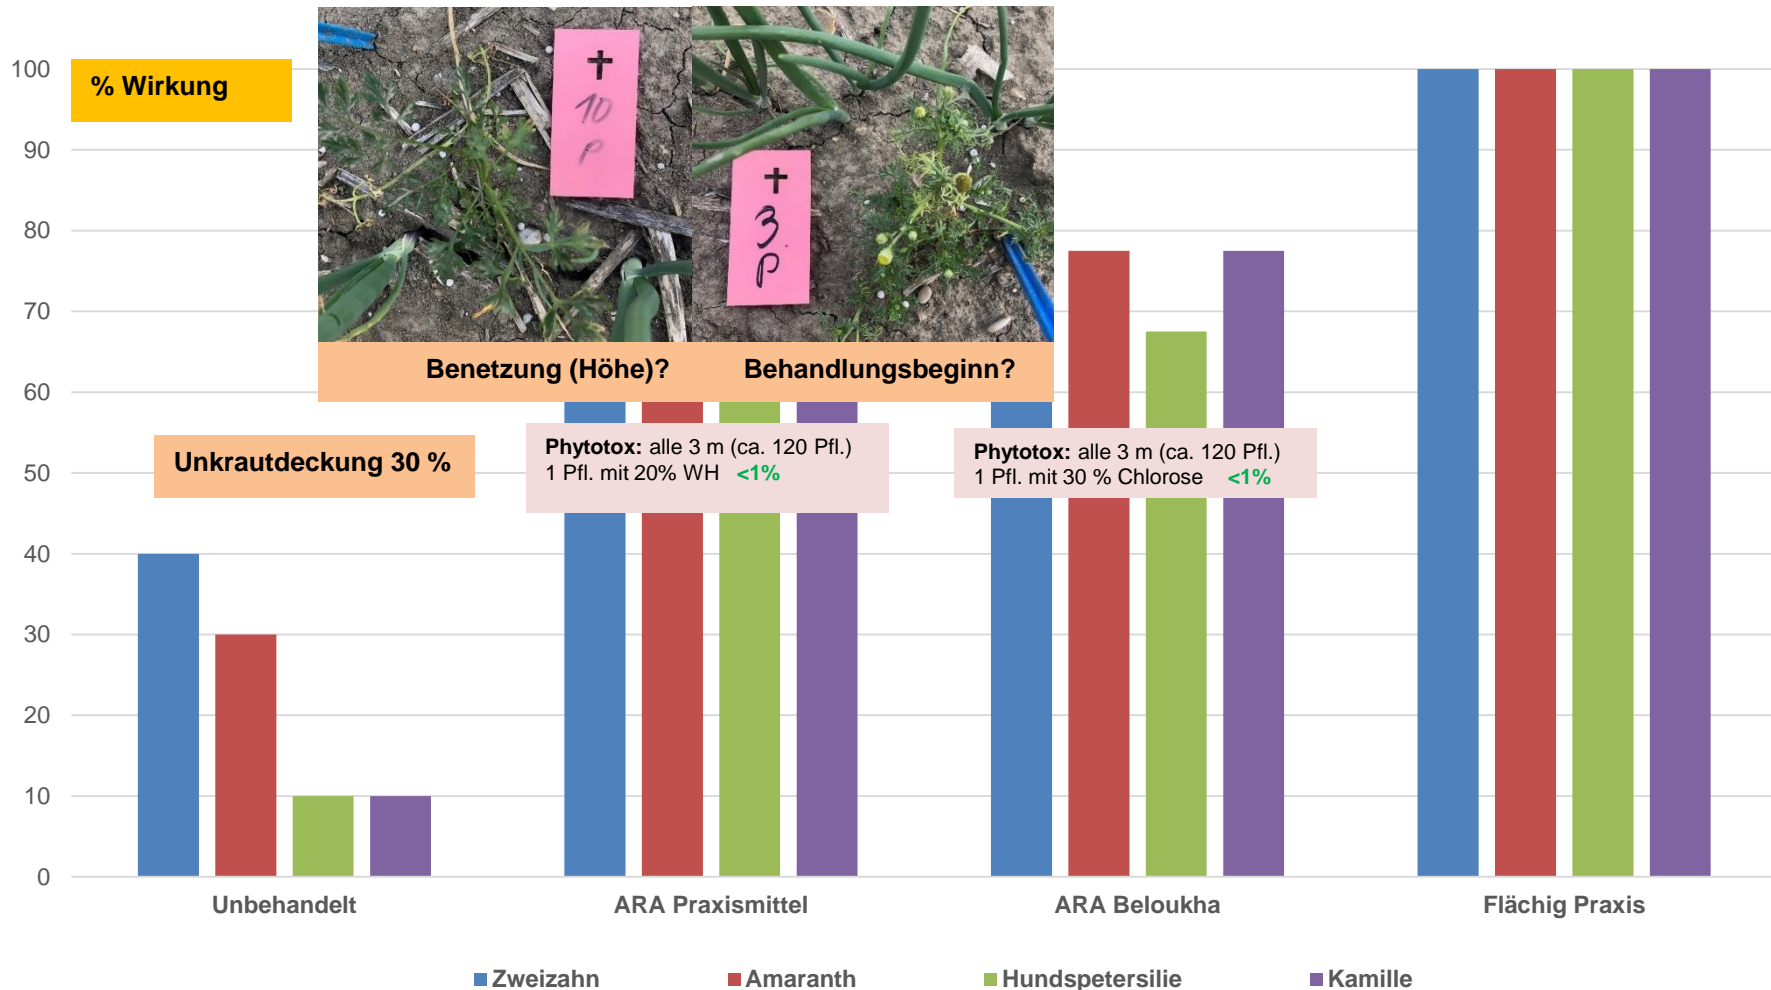 % Wirkung
100
90
80
70
60
50
40
30
20
10
0
+
10
P
+
3.
P
Benetzung (Höhe)?
Behandlungsbeginn?
Unkrautdeckung 30 %
Phytotox: alle 3 m (ca. 120 Pfl.)
1 Pfl. mit 20% WH <1%
Phytotox: alle 3 m (ca. 120 Pfl.)
1 Pfl. mit 30 % Chlorose <1%
Unbehandelt
ARA Praxismittel
ARA Beloukha
Flächig Praxis
Zweizahn
Amaranth
Hundspetersilie
Kamille